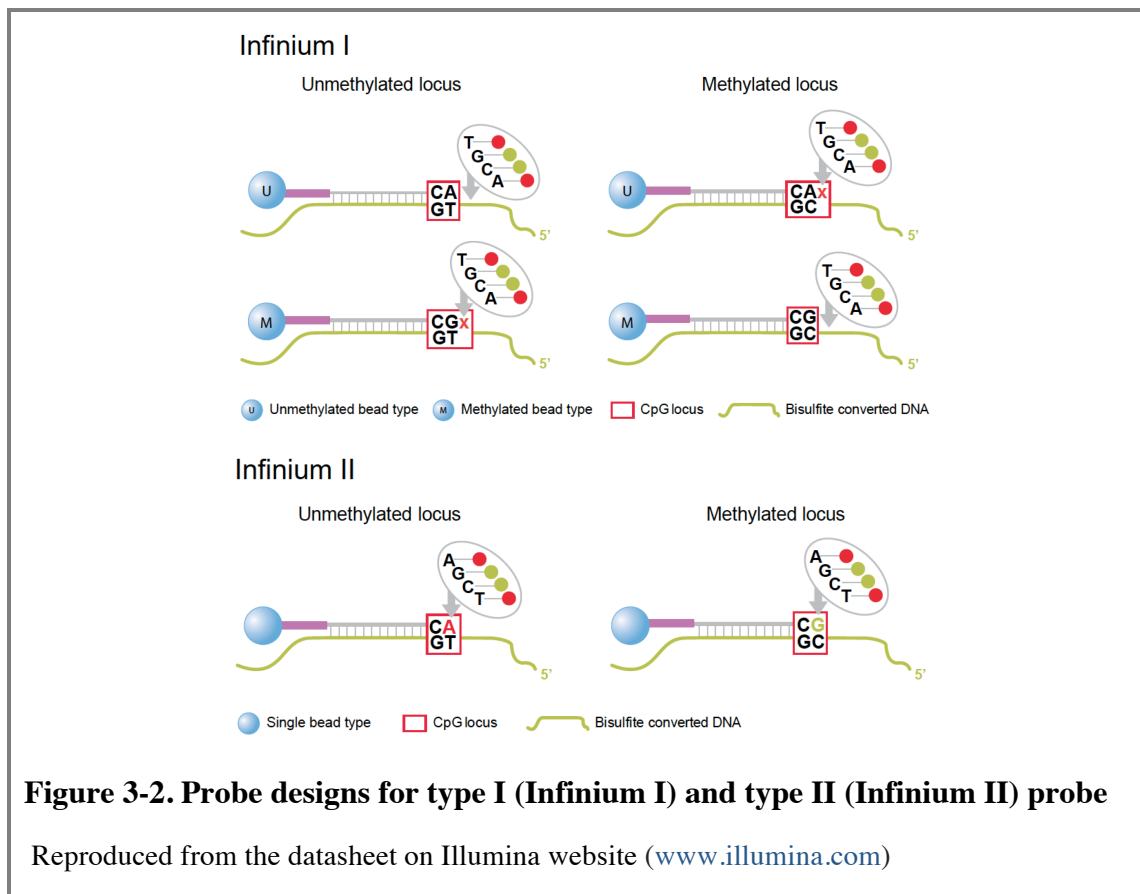 Infinium I
Unmethylated locus
Methylated locus
T
G
C
A
U
CA
GT
5'
T
G
C
A
U
CAx
GC
5'
T
G
C
A
M
CGx
GT
5'
T
G
C
A
M
CG
GC
5'
U Unmethylated bead type M Methylated bead type CpG locus Bisulfite converted DNA
Infinium II
Unmethylated locus
Methylated locus
A
G
C
T
CA
GT
5'
A
G
C
T
CG
GC
5'
Single bead type CpG locus Bisulfite converted DNA
Figure 3-2. Probe designs for type I (Infinium I) and type II (Infinium II) probe
Reproduced from the datasheet on Illumina website (www.illumina.com)